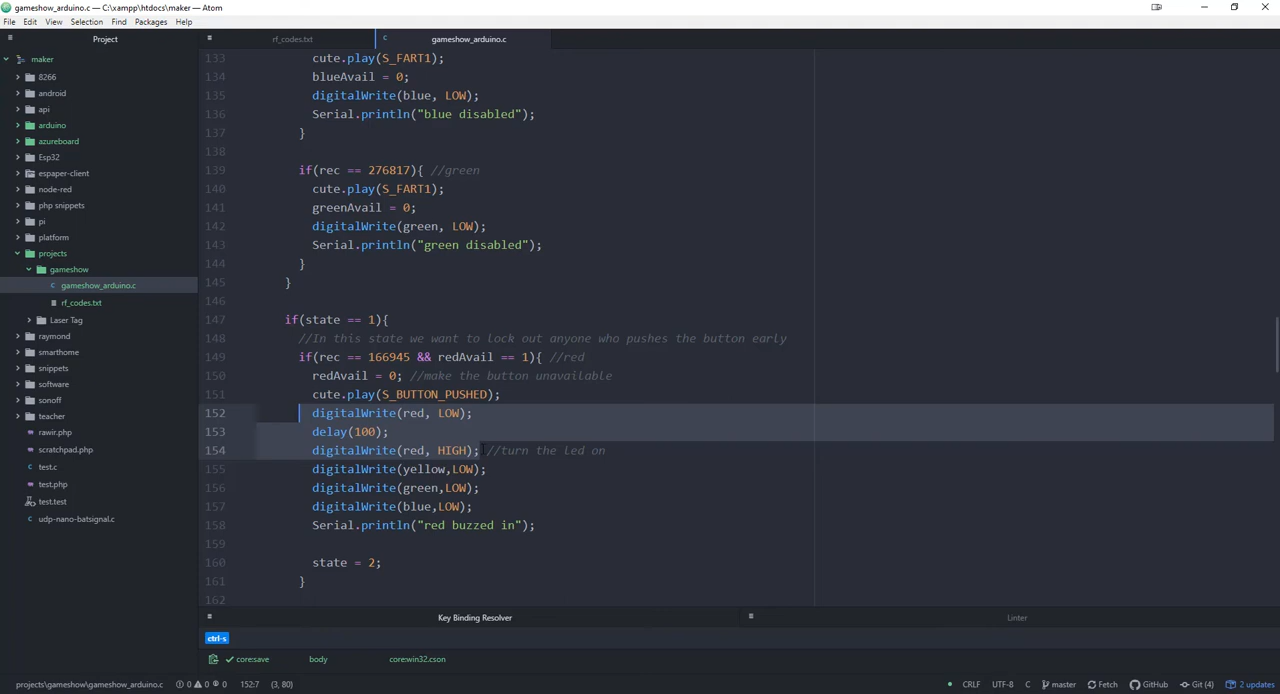 gameshow_arduino.c — C:\xampp\htdocs\maker — Atom
File Edit View Selection Find Packages Help
Project
maker
8266
android
api
arduino
azureboard
Esp32
espaper-client
node-red
php snippets
pi
platform
projects
gameshow
gameshow_arduino.c
rf_codes.txt
Laser Tag
raymond
smarthome
snippets
software
sonoff
teacher
rawir.php
scratchpad.php
test.c
test.php
test.test
udp-nano-batsignal.c
rf_codes.txt
gameshow_arduino.c
133 cute.play(S_FART1);
134 blueAvail = 0;
135 digitalWrite(blue, LOW);
136 Serial.println("blue disabled");
137 }
138
139 if(rec == 276817){ //green
140 cute.play(S_FART1);
141 greenAvail = 0;
142 digitalWrite(green, LOW);
143 Serial.println("green disabled");
144 }
145 }
146
147 if(state == 1){
148 //In this state we want to lock out anyone who pushes the button early
149 if(rec == 166945 && redAvail == 1){ //red
150 redAvail = 0; //make the button unavailable
151 cute.play(S_BUTTON_PUSHED);
152 digitalWrite(red, LOW);
153 delay(100);
154 digitalWrite(red, HIGH); //turn the led on
155 digitalWrite(yellow,LOW);
156 digitalWrite(green,LOW);
157 digitalWrite(blue,LOW);
158 Serial.println("red buzzed in");
159
160 state = 2;
161 }
162
Key Binding Resolver
Linter
ctrl-s
core:save body corewin32.cson
projects\gameshow\gameshow_arduino.c 0 0 0 152:7 (3, 80)
CRLF UTF-8 C master Fetch GitHub Git (4) 2 updates